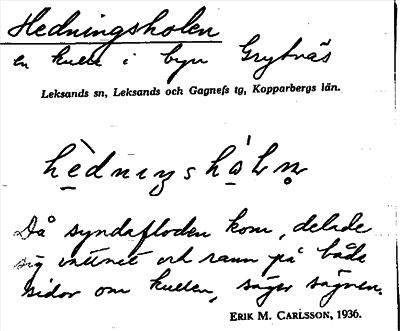 Hedningsholen
en kulle i byn Grytnäs
Leksands sn, Leksands och Gagnefs tg, Kopparbergs län.
Då syndafloden kom, delade
sig vattnet och rann på både
sidor om kullen, säger sägnen.
ERIK M. CARLSSON, 1936.